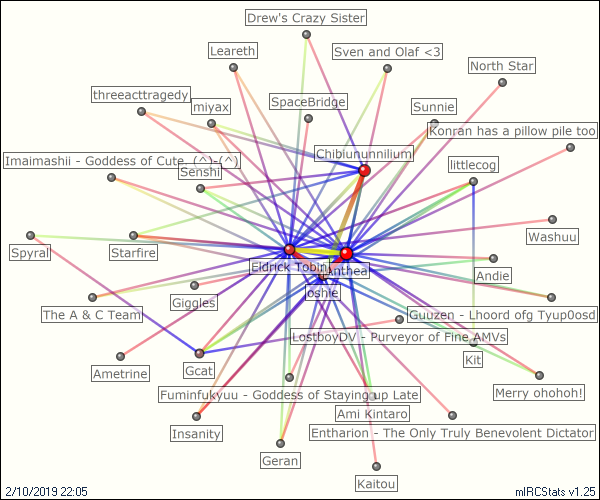 Drew's Crazy Sister
Leareth
Sven and Olaf <3
North Star
threeacttragedy
miyax
SpaceBridge
Sunnie
Konran has a pillow pile too
Chibiununnilium
Imaimashii - Goddess of Cute, (^)-(^)
Senshi
littlecog
Washuu
Spyral
Starfire
Eldrick Tobin
Anthea
Andie
Giggles
joshie
The A & C Team
Guuzen - Lhoord ofg Tyup0osd
LostboyDV - Purveyor of Fine AMVs
Kit
Ametrine
Gcat
Fuminfukyuu - Goddess of Staying up Late
Merry ohohoh!
Ami Kintaro
Insanity
Entharion - The Only Truly Benevolent Dictator
Geran
Kaitou
2/10/2019 22:05
mIRCStats v1.25